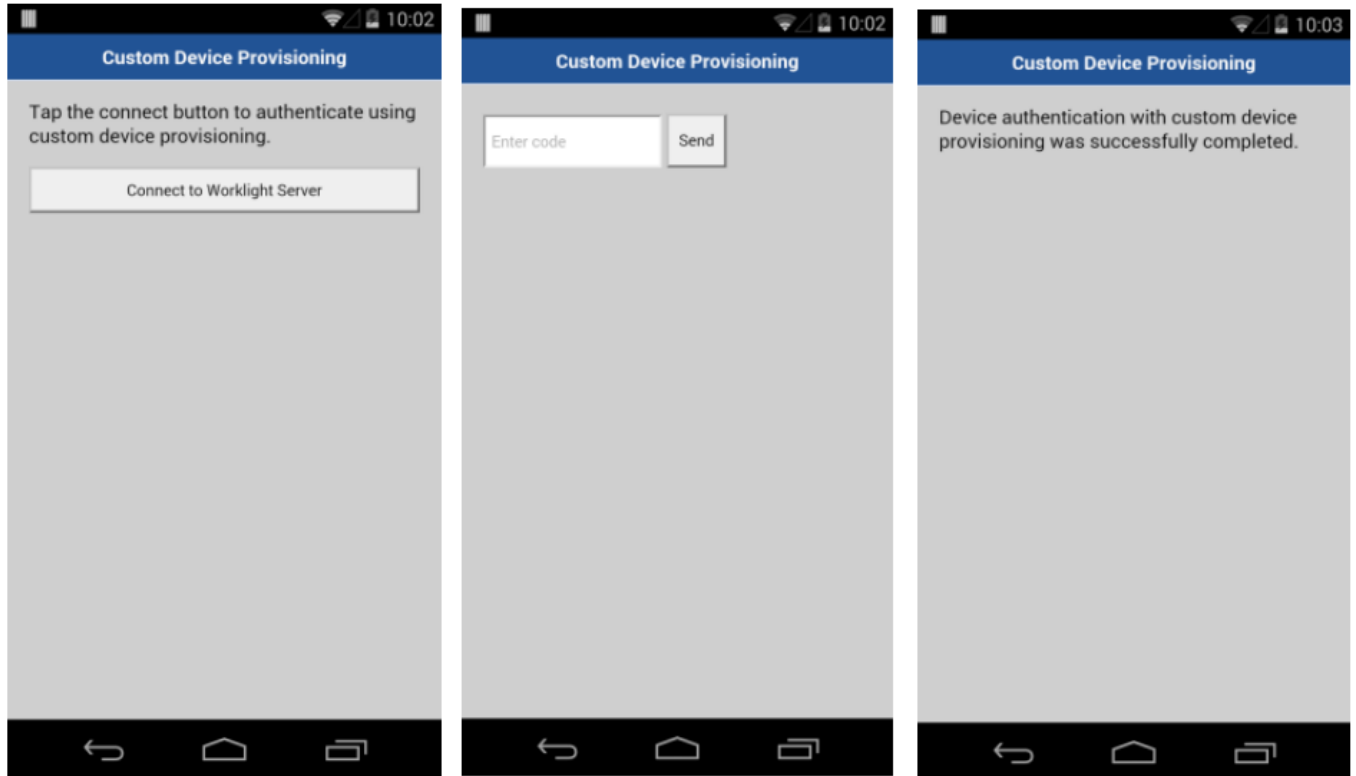 10:02
Custom Device Provisioning
Tap the connect button to authenticate using
custom device provisioning.
Connect to Worklight Server
10:02
Custom Device Provisioning
Enter code
Send
10:03
Custom Device Provisioning
Device authentication with custom device
provisioning was successfully completed.